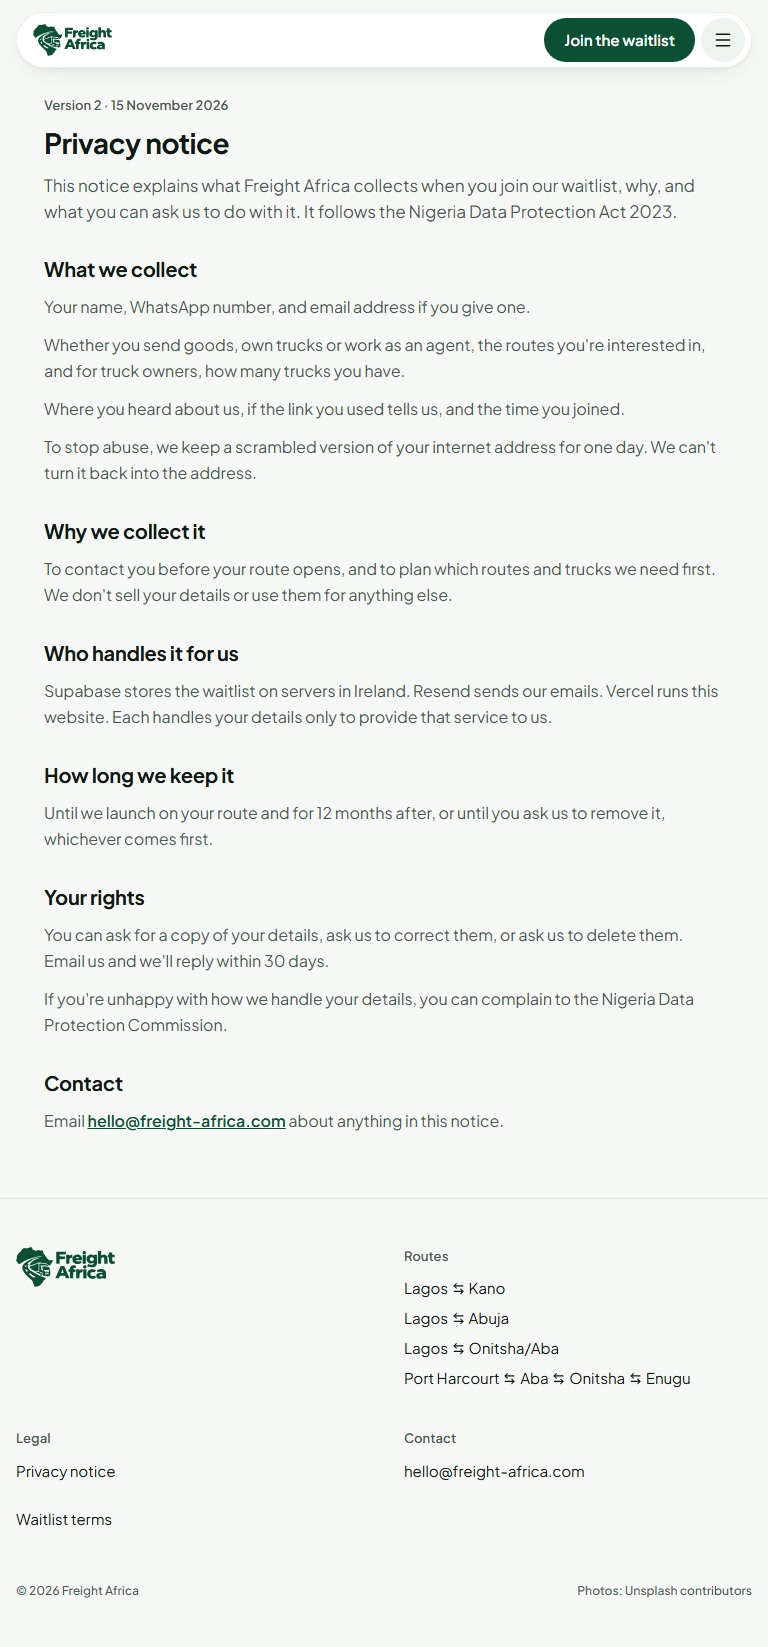 Freight
Africa
Join the waitlist
Version 2 · 15 November 2026
Privacy notice
This notice explains what Freight Africa collects when you join our waitlist, why, and
what you can ask us to do with it. It follows the Nigeria Data Protection Act 2023.
What we collect
Your name, WhatsApp number, and email address if you give one.
Whether you send goods, own trucks or work as an agent, the routes you're interested in,
and for truck owners, how many trucks you have.
Where you heard about us, if the link you used tells us, and the time you joined.
To stop abuse, we keep a scrambled version of your internet address for one day. We can't
turn it back into the address.
Why we collect it
To contact you before your route opens, and to plan which routes and trucks we need first.
We don't sell your details or use them for anything else.
Who handles it for us
Supabase stores the waitlist on servers in Ireland. Resend sends our emails. Vercel runs this
website. Each handles your details only to provide that service to us.
How long we keep it
Until we launch on your route and for 12 months after, or until you ask us to remove it,
whichever comes first.
Your rights
You can ask for a copy of your details, ask us to correct them, or ask us to delete them.
Email us and we'll reply within 30 days.
If you're unhappy with how we handle your details, you can complain to the Nigeria Data
Protection Commission.
Contact
Email hello@freight-africa.com about anything in this notice.
Freight
Africa
Routes
Lagos ⇆ Kano
Lagos ⇆ Abuja
Lagos ⇆ Onitsha/Aba
Port Harcourt ⇆ Aba ⇆ Onitsha ⇆ Enugu
Legal
Privacy notice
Waitlist terms
Contact
hello@freight-africa.com
© 2026 Freight Africa
Photos: Unsplash contributors